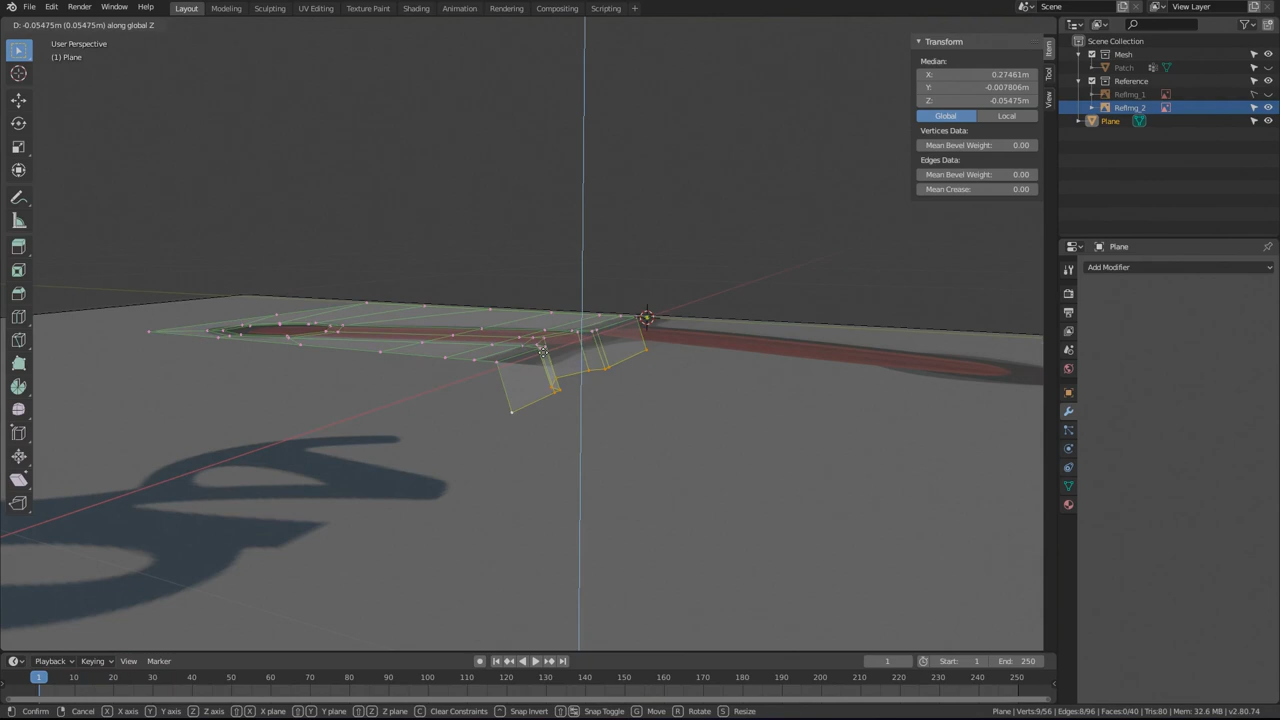 File Edit Render Window Help Layout Modeling Sculpting UV Editing Texture Paint Shading Animation Rendering Compositing Scripting Scene View Layer
D: -0.05475m (0.05475m) along global Z
User Perspective
(1) Plane
Transform
Median:
X: 0.27461m
Y: -0.007806m
Z: -0.05475m
Global Local
Vertices Data:
Mean Bevel Weight: 0.00
Edges Data:
Mean Bevel Weight: 0.00
Mean Crease: 0.00
Item
Tool
View
Scene Collection
Mesh
Patch
Reference
RefImg_1
RefImg_2
Plane
Plane
Add Modifier
Playback Keying View Marker 1 Start: 1 End: 250
1 10 20 30 40 50 60 70 80 90 100 110 120 130 140 150 160 170 180 190 200 210 220 230 240 250
Confirm Cancel X X axis Y Y axis Z Z axis X X plane Y Y plane Z Z plane C Clear Constraints Snap Invert Snap Toggle G Move R Rotate S Resize Plane | Verts:9/56 | Edges:8/96 | Faces:0/40 | Tris:80 | Mem: 32.6 MB | v2.80.74